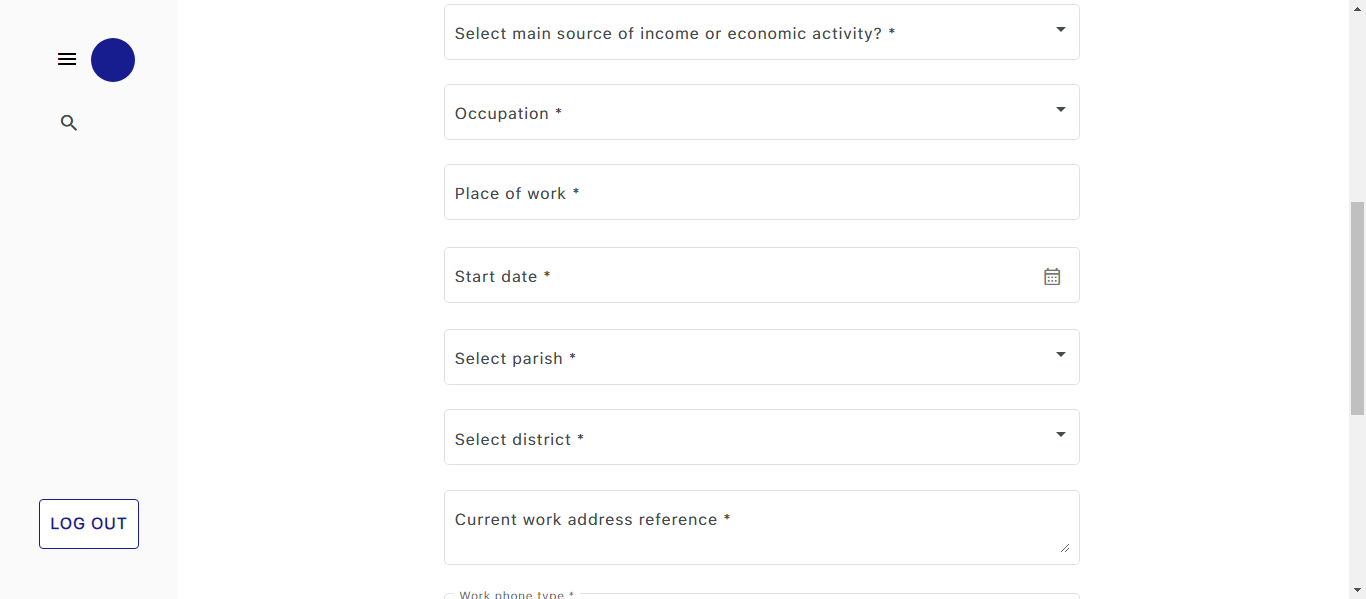 Select main source of income or economic activity? *
Occupation *
Place of work *
Start date *
Select parish *
Select district *
Current work address reference *
LOG OUT
Work phone type *